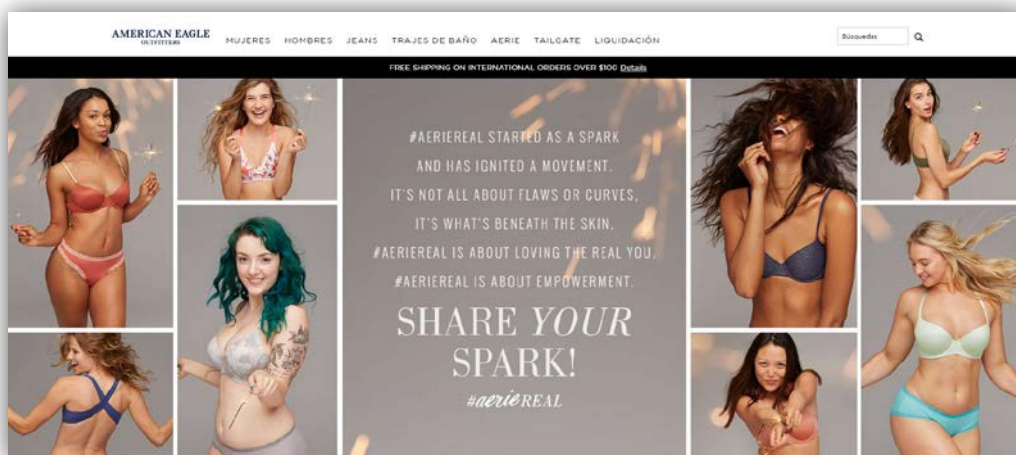 AMERICAN EAGLE
OUTFITTERS
MUJERES HOMBRES JEANS TRAJES DE BAÑO AERIE TAILGATE LIQUIDACIÓN
Búsquedas
FREE SHIPPING ON INTERNATIONAL ORDERS OVER $100 Details
#AERIEREAL STARTED AS A SPARK
AND HAS IGNITED A MOVEMENT.
IT'S NOT ALL ABOUT FLAWS OR CURVES,
IT'S WHAT'S BENEATH THE SKIN.
#AERIEREAL IS ABOUT LOVING THE REAL YOU.
#AERIEREAL IS ABOUT EMPOWERMENT.
SHARE YOUR
SPARK!
#aerieREAL